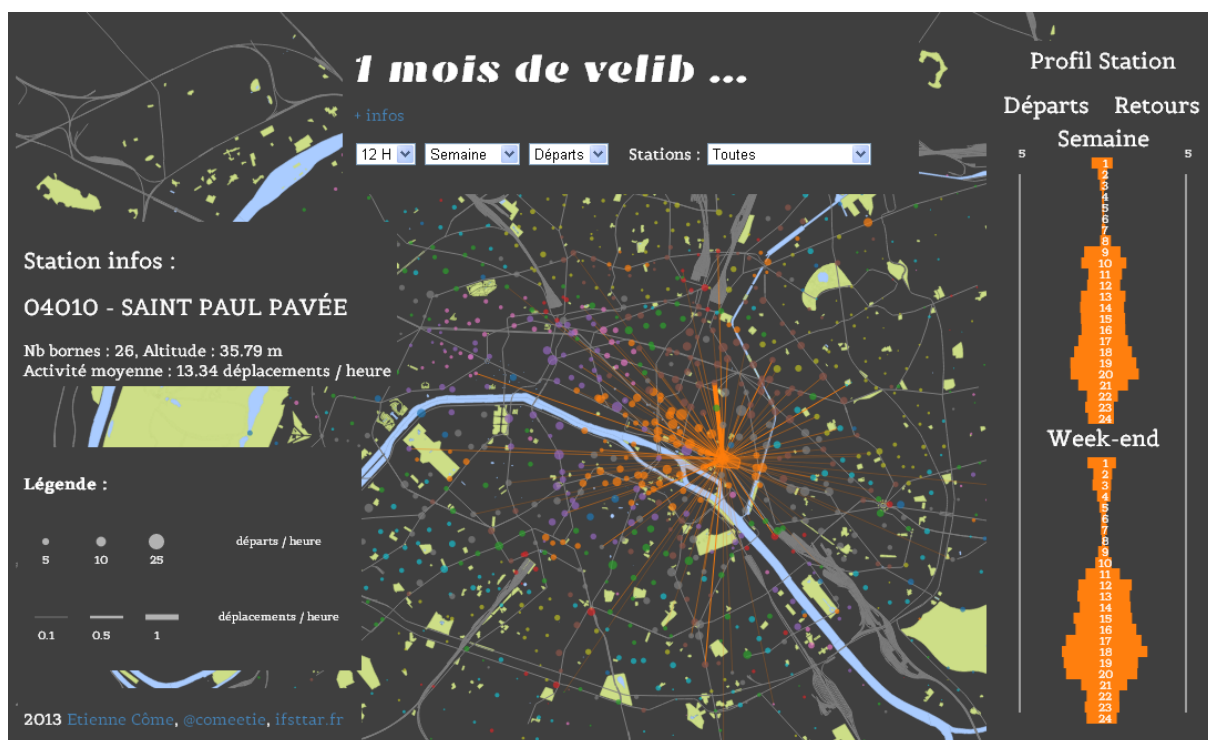 1 mois de velib ...
+ infos
12 H Semaine Départs Stations : Toutes
Station infos :
04010 - SAINT PAUL PAVÉE
Nb bornes : 26, Altitude : 35.79 m
Activité moyenne : 13.34 déplacements / heure
Légende :
départs / heure
5 10 25
déplacements / heure
0.1 0.5 1
2013 Etienne Côme, @comeetie, ifsttar.fr
Profil Station
Départs Retours
Semaine
5 5
1
2
3
4
5
6
7
8
9
10
11
12
13
14
15
16
17
18
19
20
21
22
23
24
Week-end
1
2
3
4
5
6
7
8
9
10
11
12
13
14
15
16
17
18
19
20
21
22
23
24